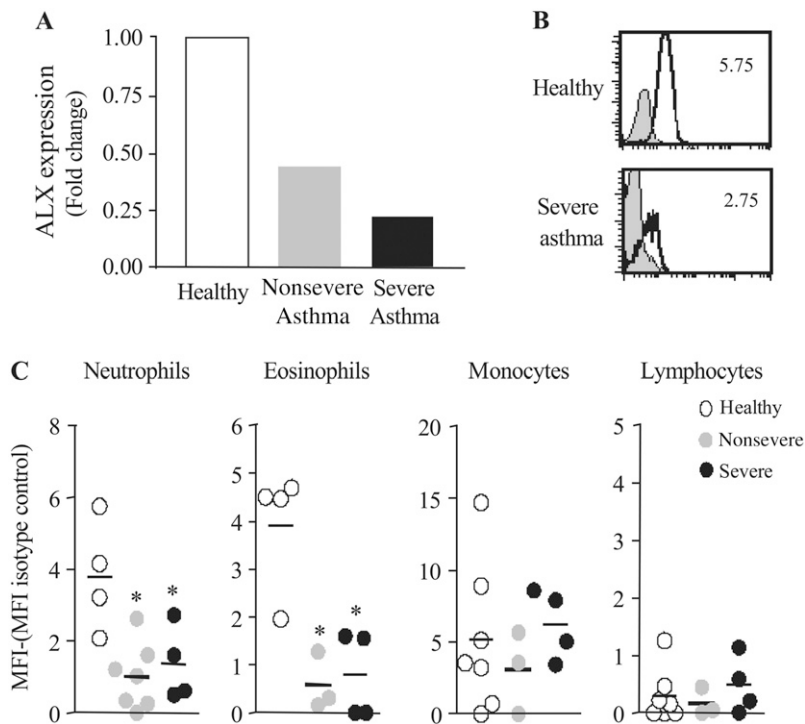 A
ALX expression
(Fold change)
1.00
0.75
0.50
0.25
0.00
Healthy
Nonsevere
Asthma
Severe
Asthma
B
Healthy
5.75
Severe
asthma
2.75
C
Neutrophils
Eosinophils
Monocytes
Lymphocytes
MFI-(MFI isotype control)
8
6
4
2
0
* *
6
5
4
3
2
1
0
* *
20
15
10
5
0
5
4
3
2
1
0
Healthy
Nonsevere
Severe